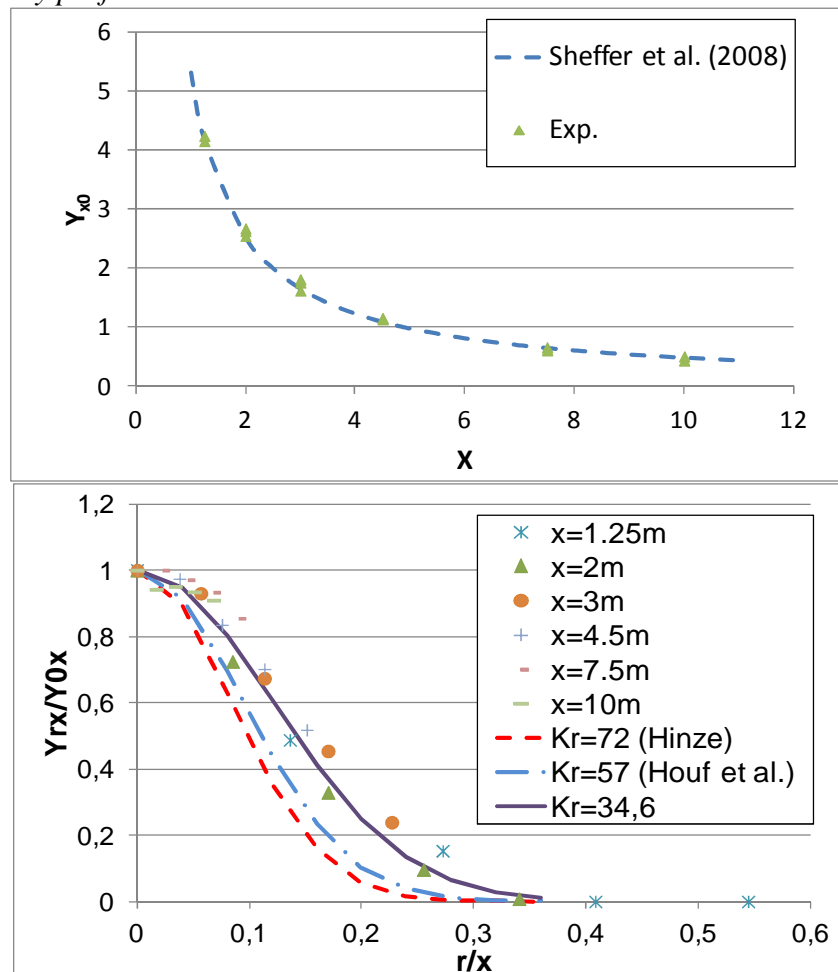 6
5
4
3
2
1
0
Y_x0
Sheffer et al. (2008)
Exp.
0 2 4 6 8 10 12
X
1,2
1
0,8
0,6
0,4
0,2
0
Yrx/Y0x
x=1.25m
x=2m
x=3m
x=4.5m
x=7.5m
x=10m
Kr=72 (Hinze)
Kr=57 (Houf et al.)
Kr=34,6
0 0,1 0,2 0,3 0,4 0,5 0,6
r/x